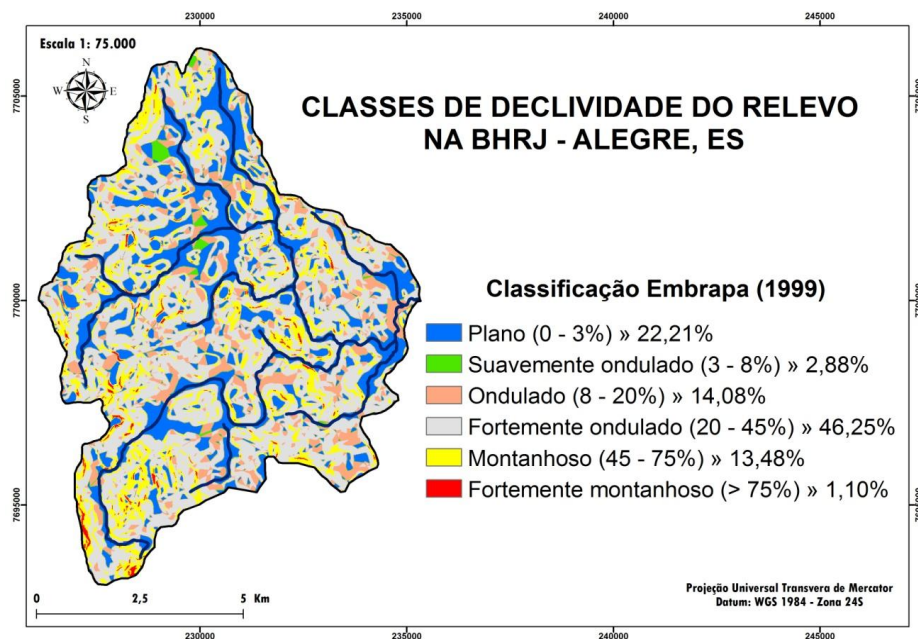 230000 235000 240000 245000
Escala 1: 75.000
N
W E
S
7705000
CLASSES DE DECLIVIDADE DO RELEVO
NA BHRJ - ALEGRE, ES
Classificação Embrapa (1999)
7700000
Plano (0 - 3%) » 22,21%
Suavemente ondulado (3 - 8%) » 2,88%
Ondulado (8 - 20%) » 14,08%
Fortemente ondulado (20 - 45%) » 46,25%
Montanhoso (45 - 75%) » 13,48%
Fortemente montanhoso (> 75%) » 1,10%
7695000
Projeção Universal Transvera de Mercator
Datum: WGS 1984 - Zona 24S
0 2,5 5 Km
230000 235000 240000 245000